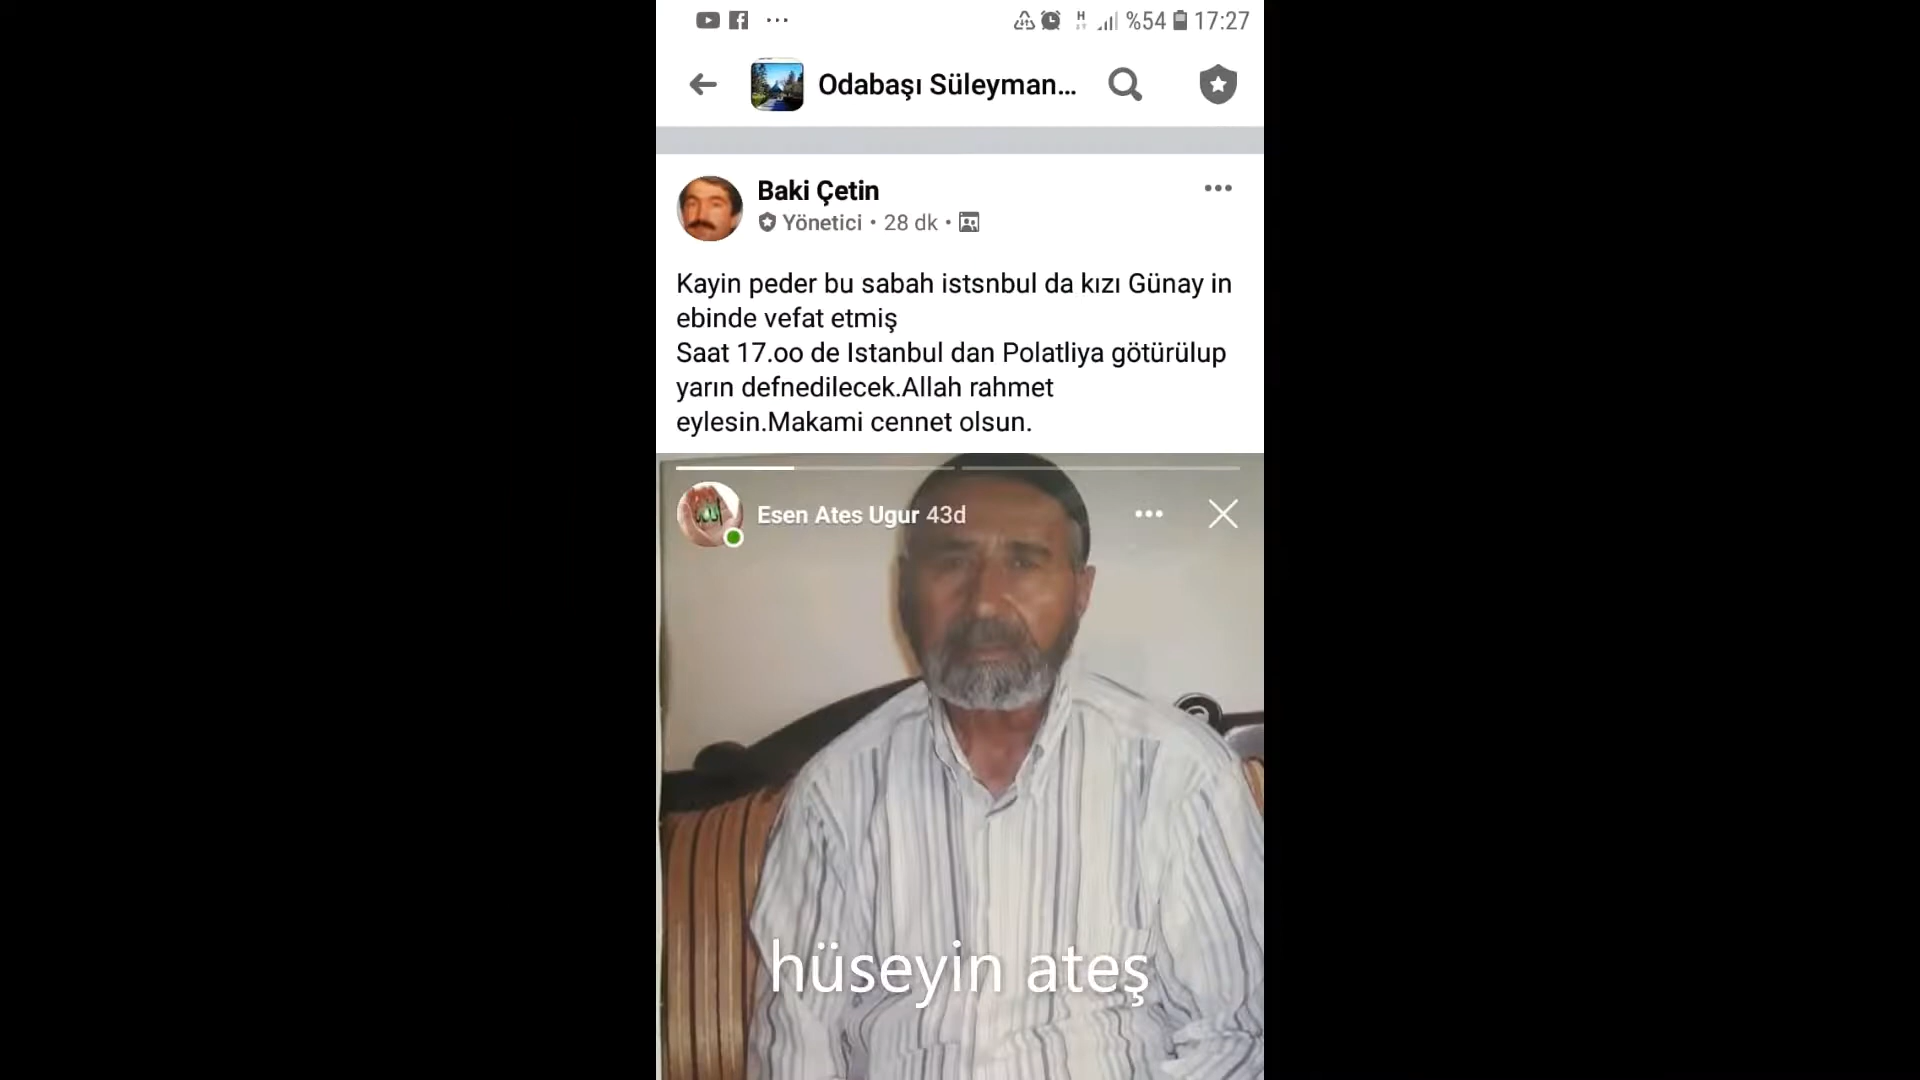 %54 17:27
Odabaşı Süleyman...
Baki Çetin
Yönetici • 28 dk •
Kayin peder bu sabah istsnbul da kızı Günay in
ebinde vefat etmiş
Saat 17.oo de Istanbul dan Polatliya götürülup
yarın defnedilecek.Allah rahmet
eylesin.Makami cennet olsun.
Esen Ates Ugur 43d
hüseyin ateş